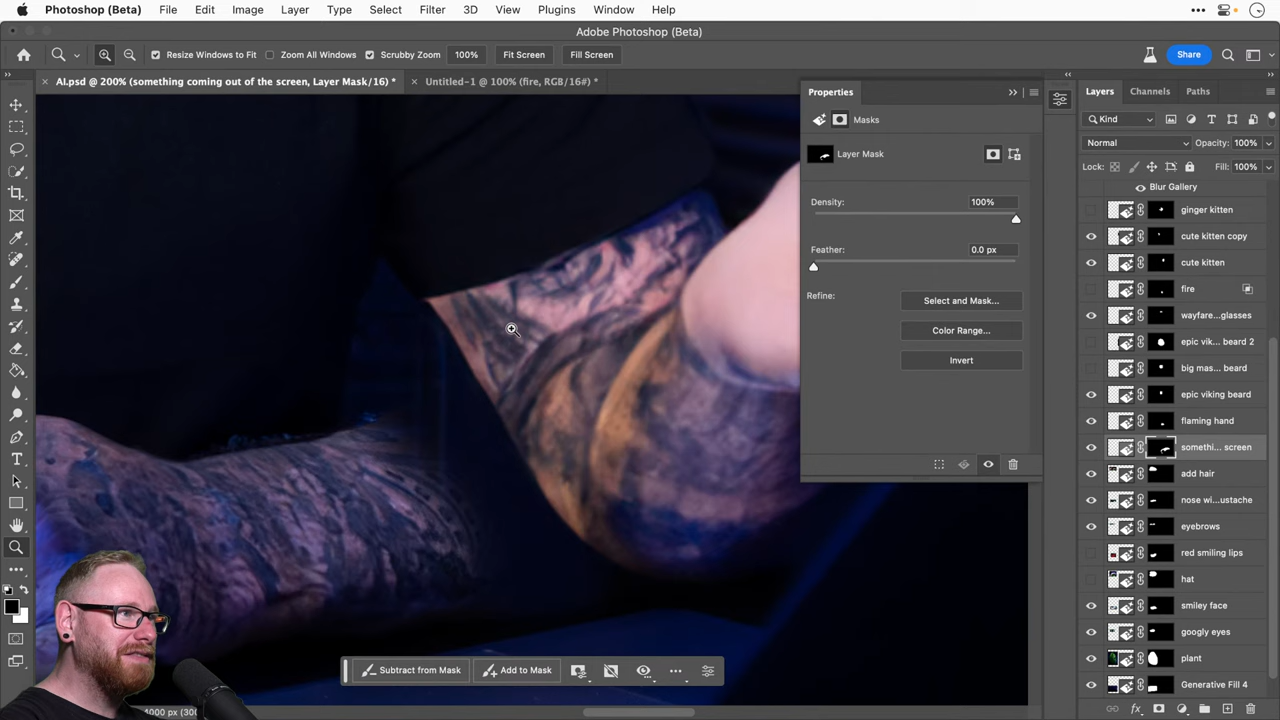 Photoshop (Beta) File Edit Image Layer Type Select Filter 3D View Plugins Window Help
Adobe Photoshop (Beta)
Resize Windows to Fit Zoom All Windows Scrubby Zoom 100% Fit Screen Fill Screen Share
AI.psd @ 200% (something coming out of the screen, Layer Mask/16) * Untitled-1 @ 100% (fire, RGB/16#) *
Properties
Masks
Layer Mask
Density: 100%
Feather: 0.0 px
Refine: Select and Mask...
Color Range...
Invert
Layers Channels Paths
Kind
Normal Opacity: 100%
Lock: Fill: 100%
Blur Gallery
ginger kitten
cute kitten copy
cute kitten
fire
wayfare...glasses
epic vik... beard 2
big mas... beard
epic viking beard
flaming hand
somethi... screen
add hair
nose wi...ustache
eyebrows
red smiling lips
hat
smiley face
googly eyes
plant
Generative Fill 4
Subtract from Mask Add to Mask